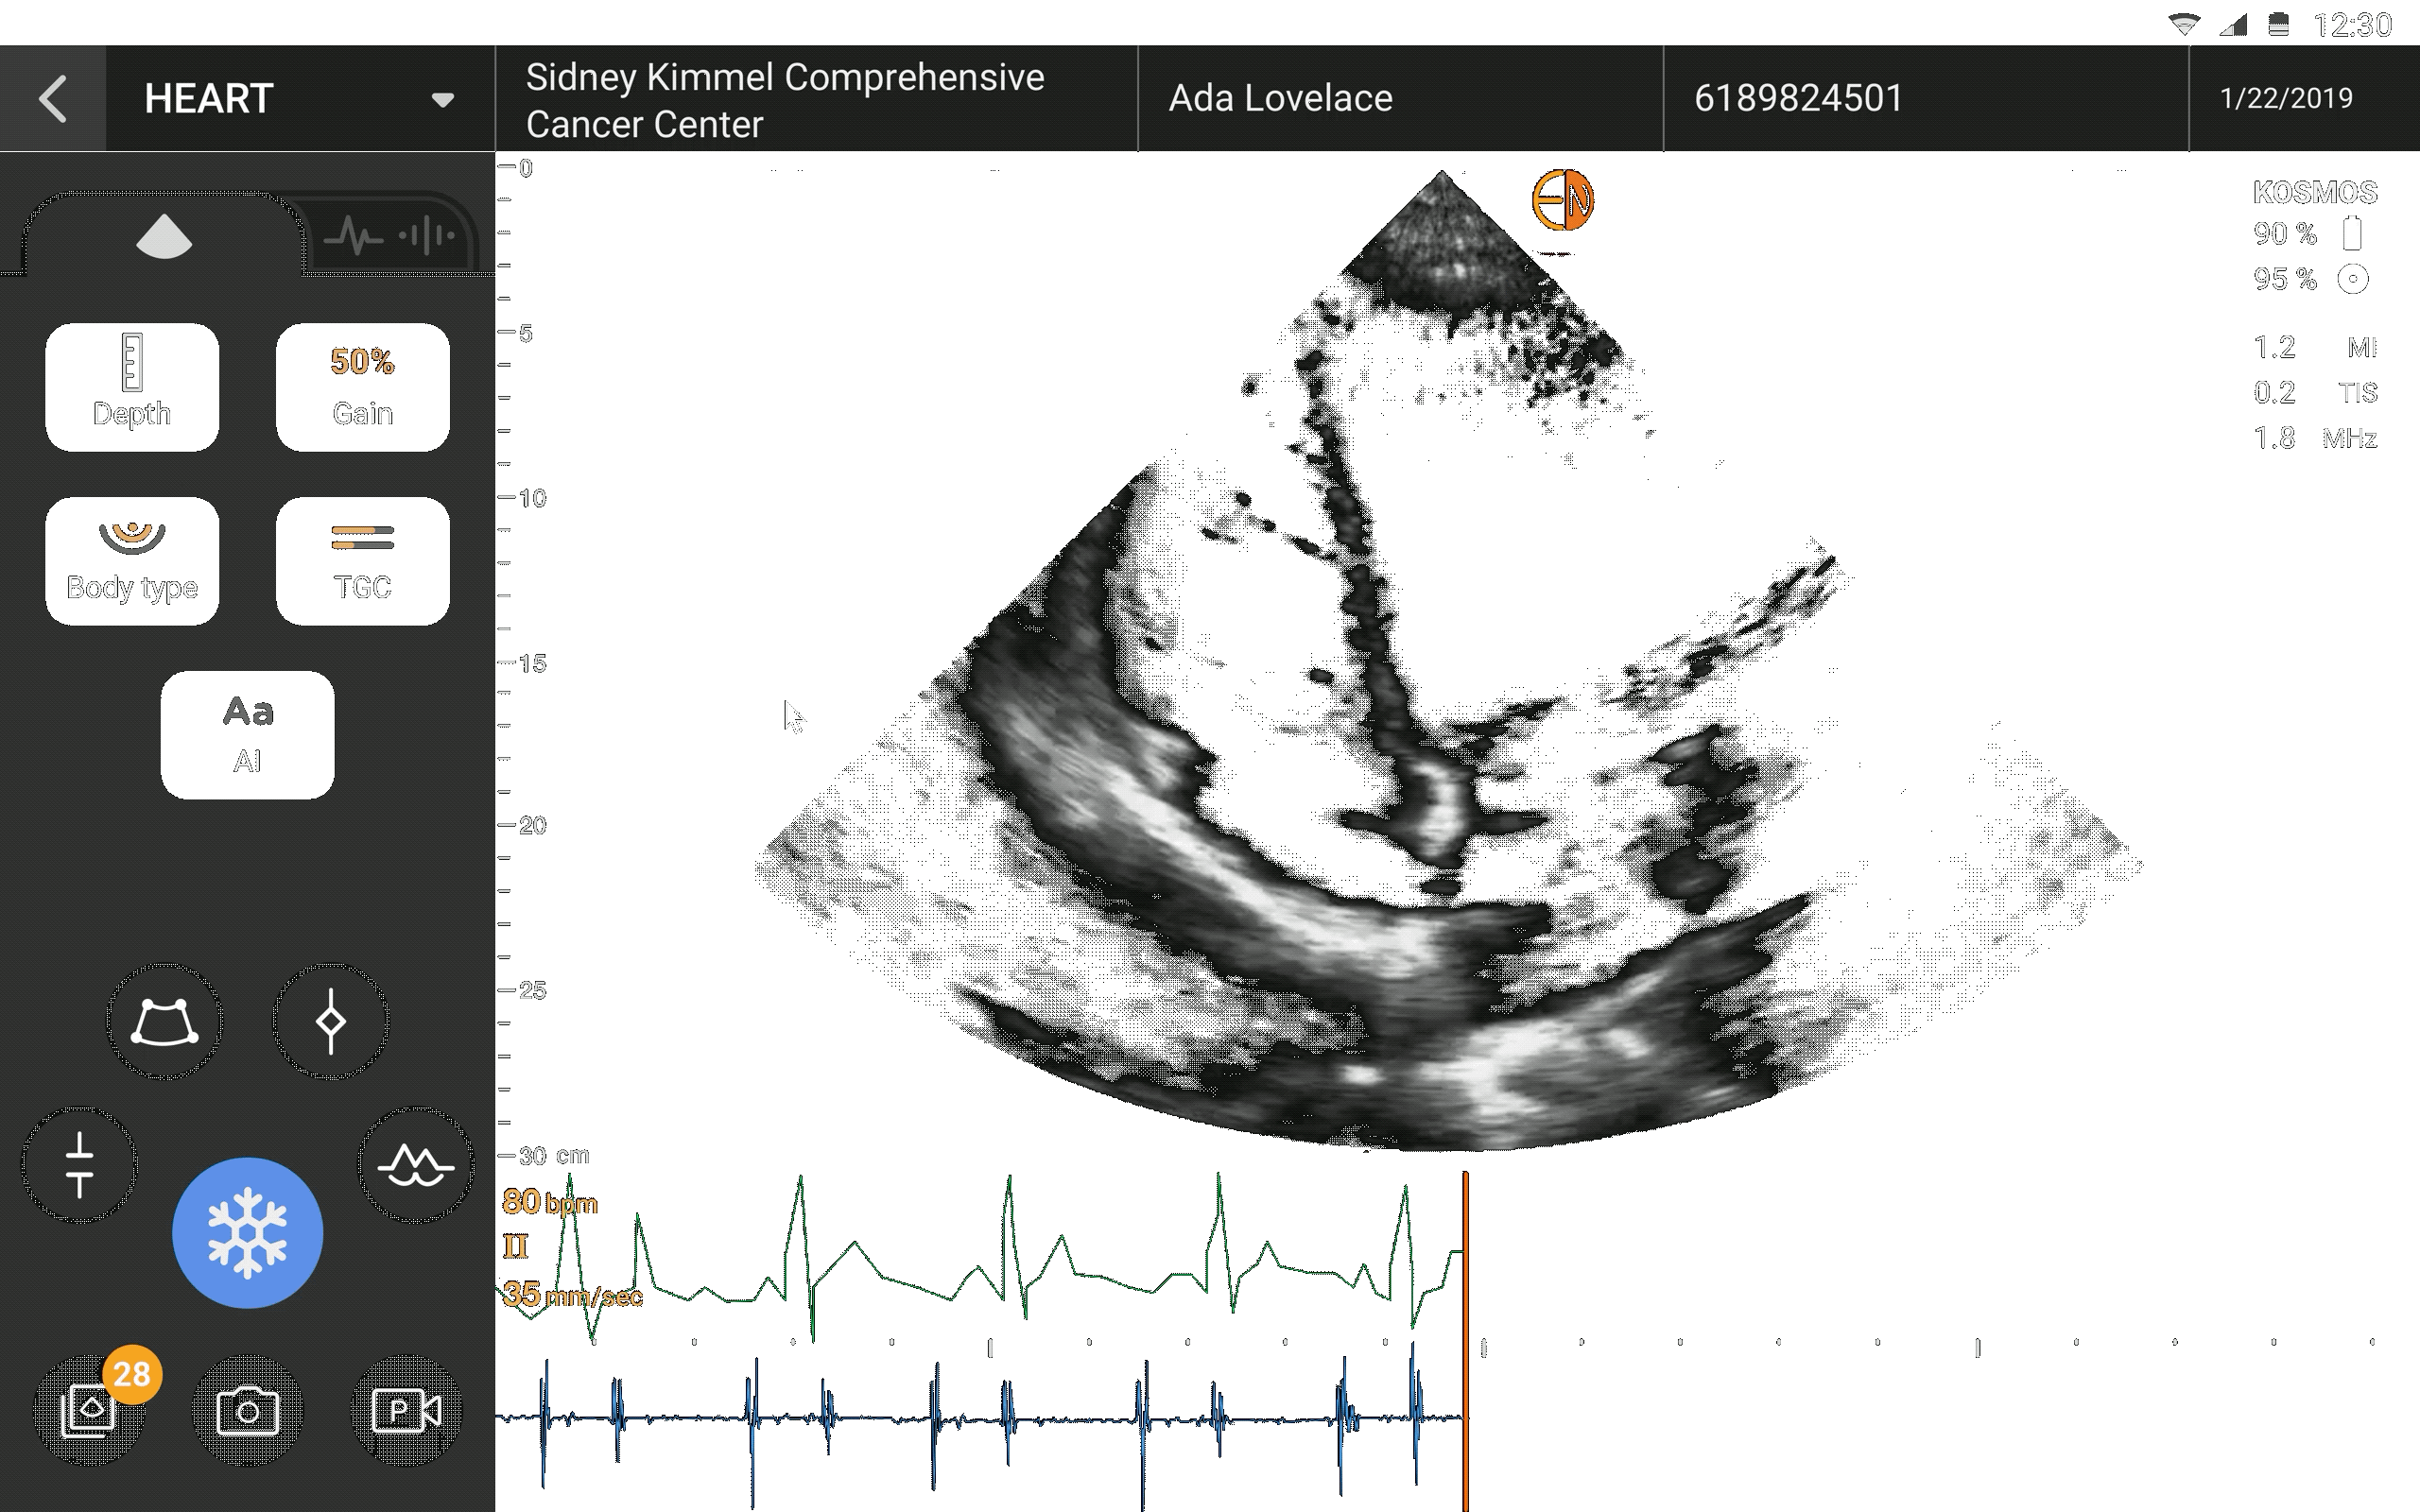 12:30
HEART
Sidney Kimmel Comprehensive
Cancer Center
Ada Lovelace
6189824501
1/22/2019
0
5
10
15
20
25
30 cm
KOSMOS
90 %
95 %
1.2 MI
0.2 TIS
1.8 MHz
50%
Depth
Gain
Body type
TGC
Aa
AI
80 bpm
II
35 mm/sec
28
P
EN